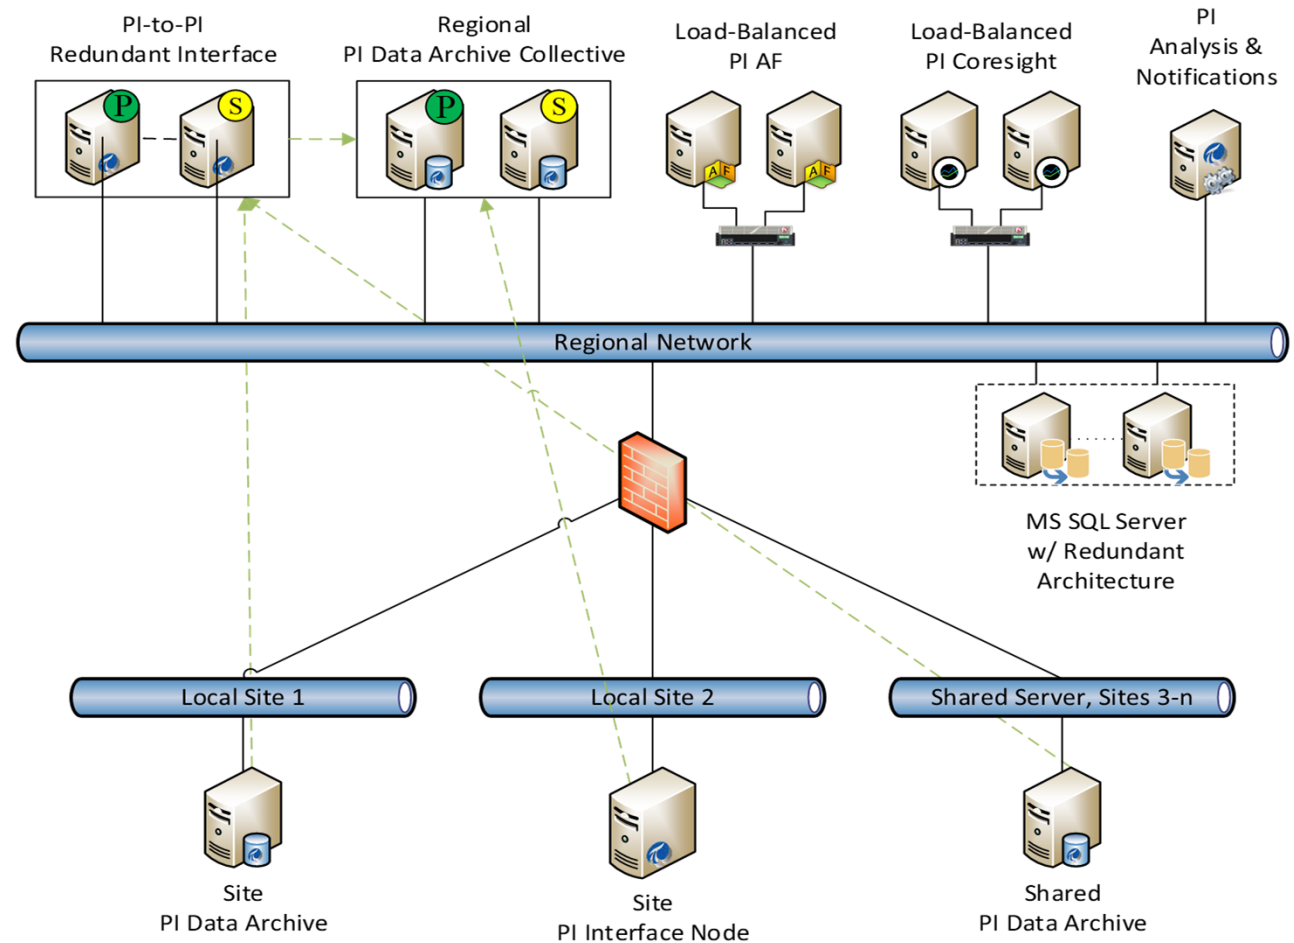 PI-to-PI
Redundant Interface
Regional
PI Data Archive Collective
Load-Balanced
PI AF
Load-Balanced
PI Coresight
PI
Analysis &
Notifications
P
S
P
S
A F
A F
Regional Network
MS SQL Server
w/ Redundant
Architecture
Local Site 1
Local Site 2
Shared Server, Sites 3-n
Site
PI Data Archive
Site
PI Interface Node
Shared
PI Data Archive